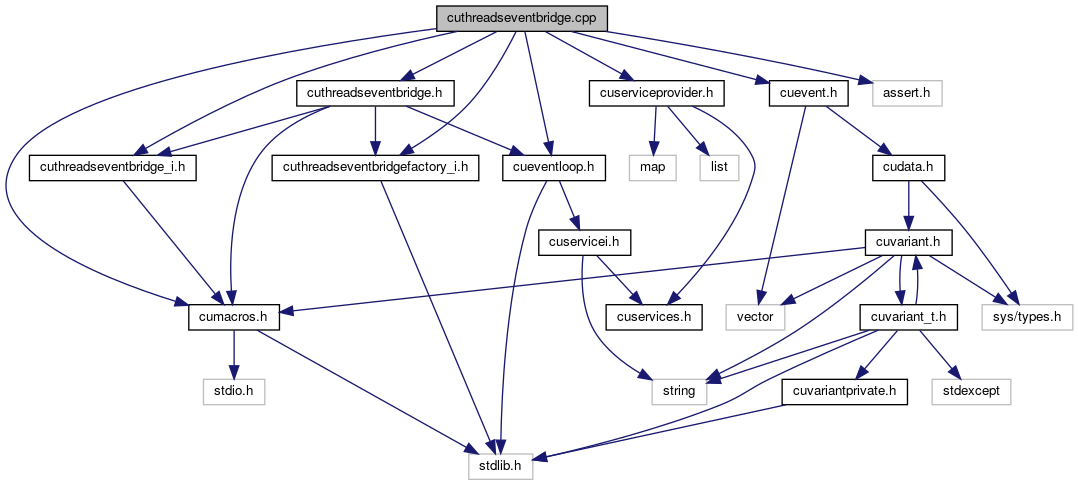 cuthreadseventbridge.cpp
cuthreadseventbridge.h
cuserviceprovider.h
cuevent.h
assert.h
cuthreadseventbridge_i.h
cuthreadseventbridgefactory_i.h
cueventloop.h
map
list
cudata.h
cuservicei.h
cuvariant.h
cumacros.h
cuservices.h
vector
cuvariant_t.h
sys/types.h
stdio.h
string
cuvariantprivate.h
stdexcept
stdlib.h